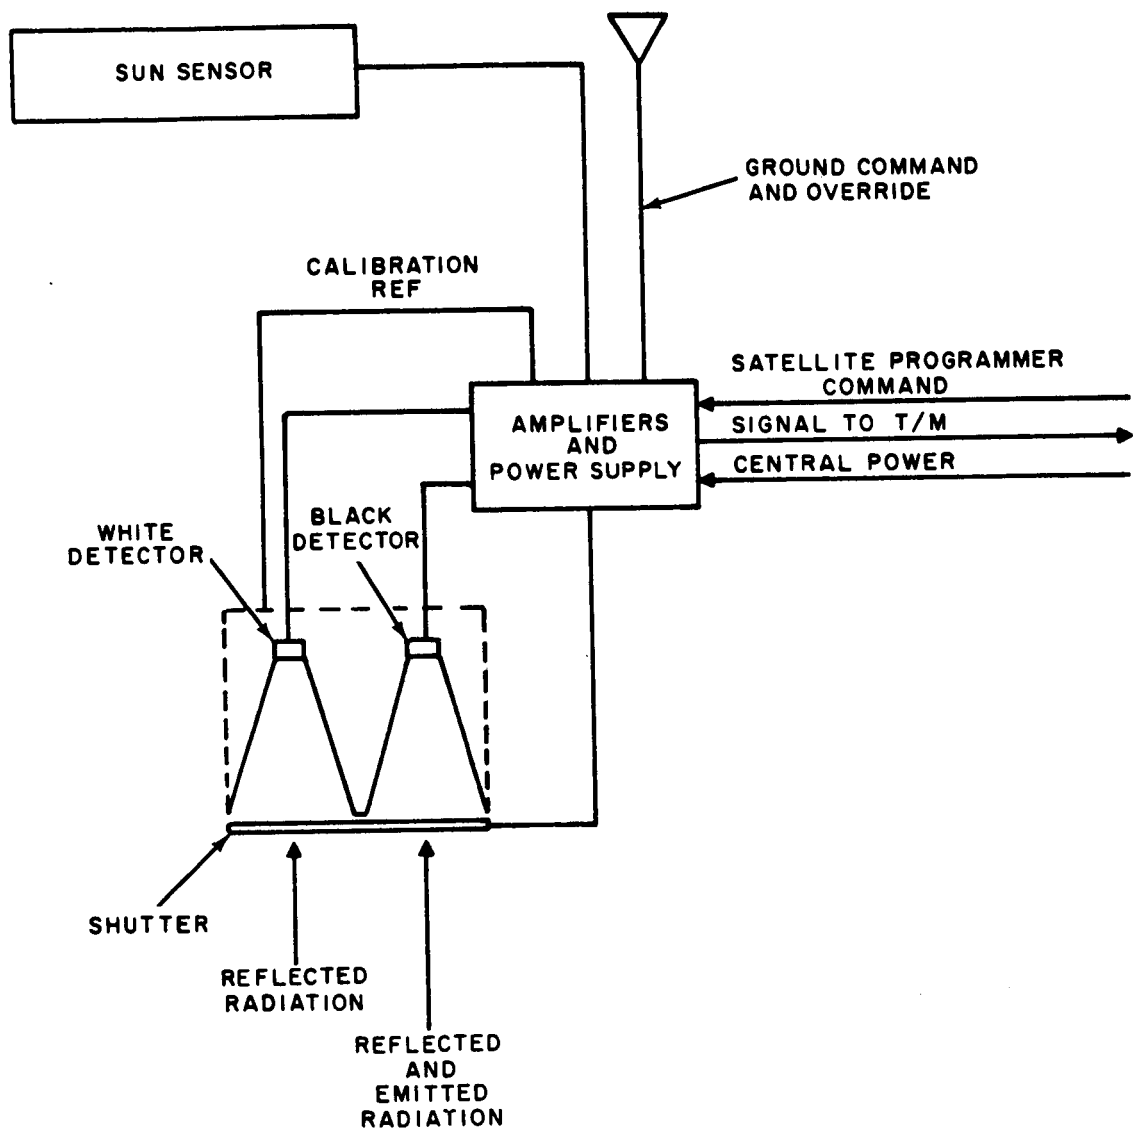 SUN SENSOR
GROUND COMMAND
AND OVERRIDE
CALIBRATION
REF
SATELLITE PROGRAMMER
COMMAND
AMPLIFIERS
AND
POWER SUPPLY
SIGNAL TO T/M
CENTRAL POWER
WHITE
DETECTOR
BLACK
DETECTOR
SHUTTER
REFLECTED
RADIATION
REFLECTED
AND
EMITTED
RADIATION